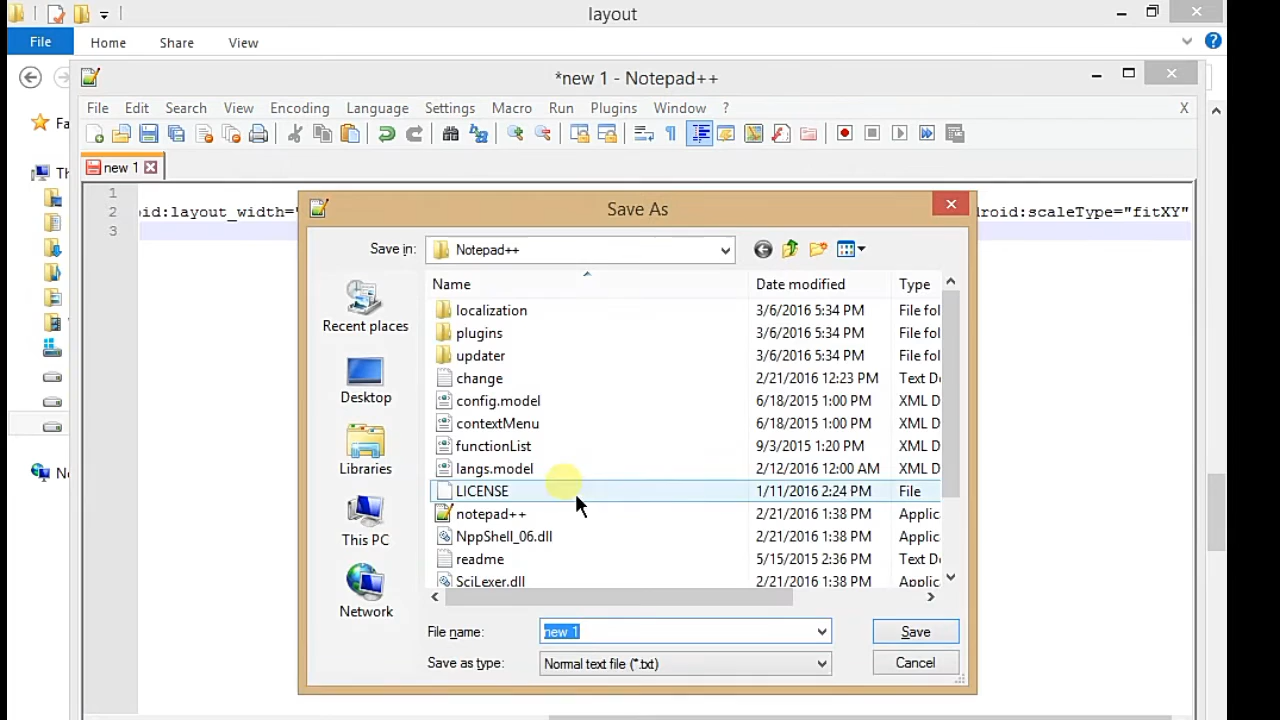 layout
File Home Share View
*new 1 - Notepad++
File Edit Search View Encoding Language Settings Macro Run Plugins Window ? X
new 1
1
2 oid:layout_width=" droid:scaleType="fitXY"
3
Save As
Save in: Notepad++
Name Date modified Type
localization 3/6/2016 5:34 PM File fol
plugins 3/6/2016 5:34 PM File fol
updater 3/6/2016 5:34 PM File fol
change 2/21/2016 12:23 PM Text D
config.model 6/18/2015 1:00 PM XML D
contextMenu 6/18/2015 1:00 PM XML D
functionList 9/3/2015 1:20 PM XML D
langs.model 2/12/2016 12:00 AM XML D
LICENSE 1/11/2016 2:24 PM File
notepad++ 2/21/2016 1:38 PM Applic
NppShell_06.dll 2/21/2016 1:38 PM Applic
readme 5/15/2015 2:36 PM Text D
SciLexer.dll 2/21/2016 1:38 PM Applic
Recent places
Desktop
Libraries
This PC
Network
File name: new 1 Save
Save as type: Normal text file (*.txt) Cancel
Fa
Th
Ne